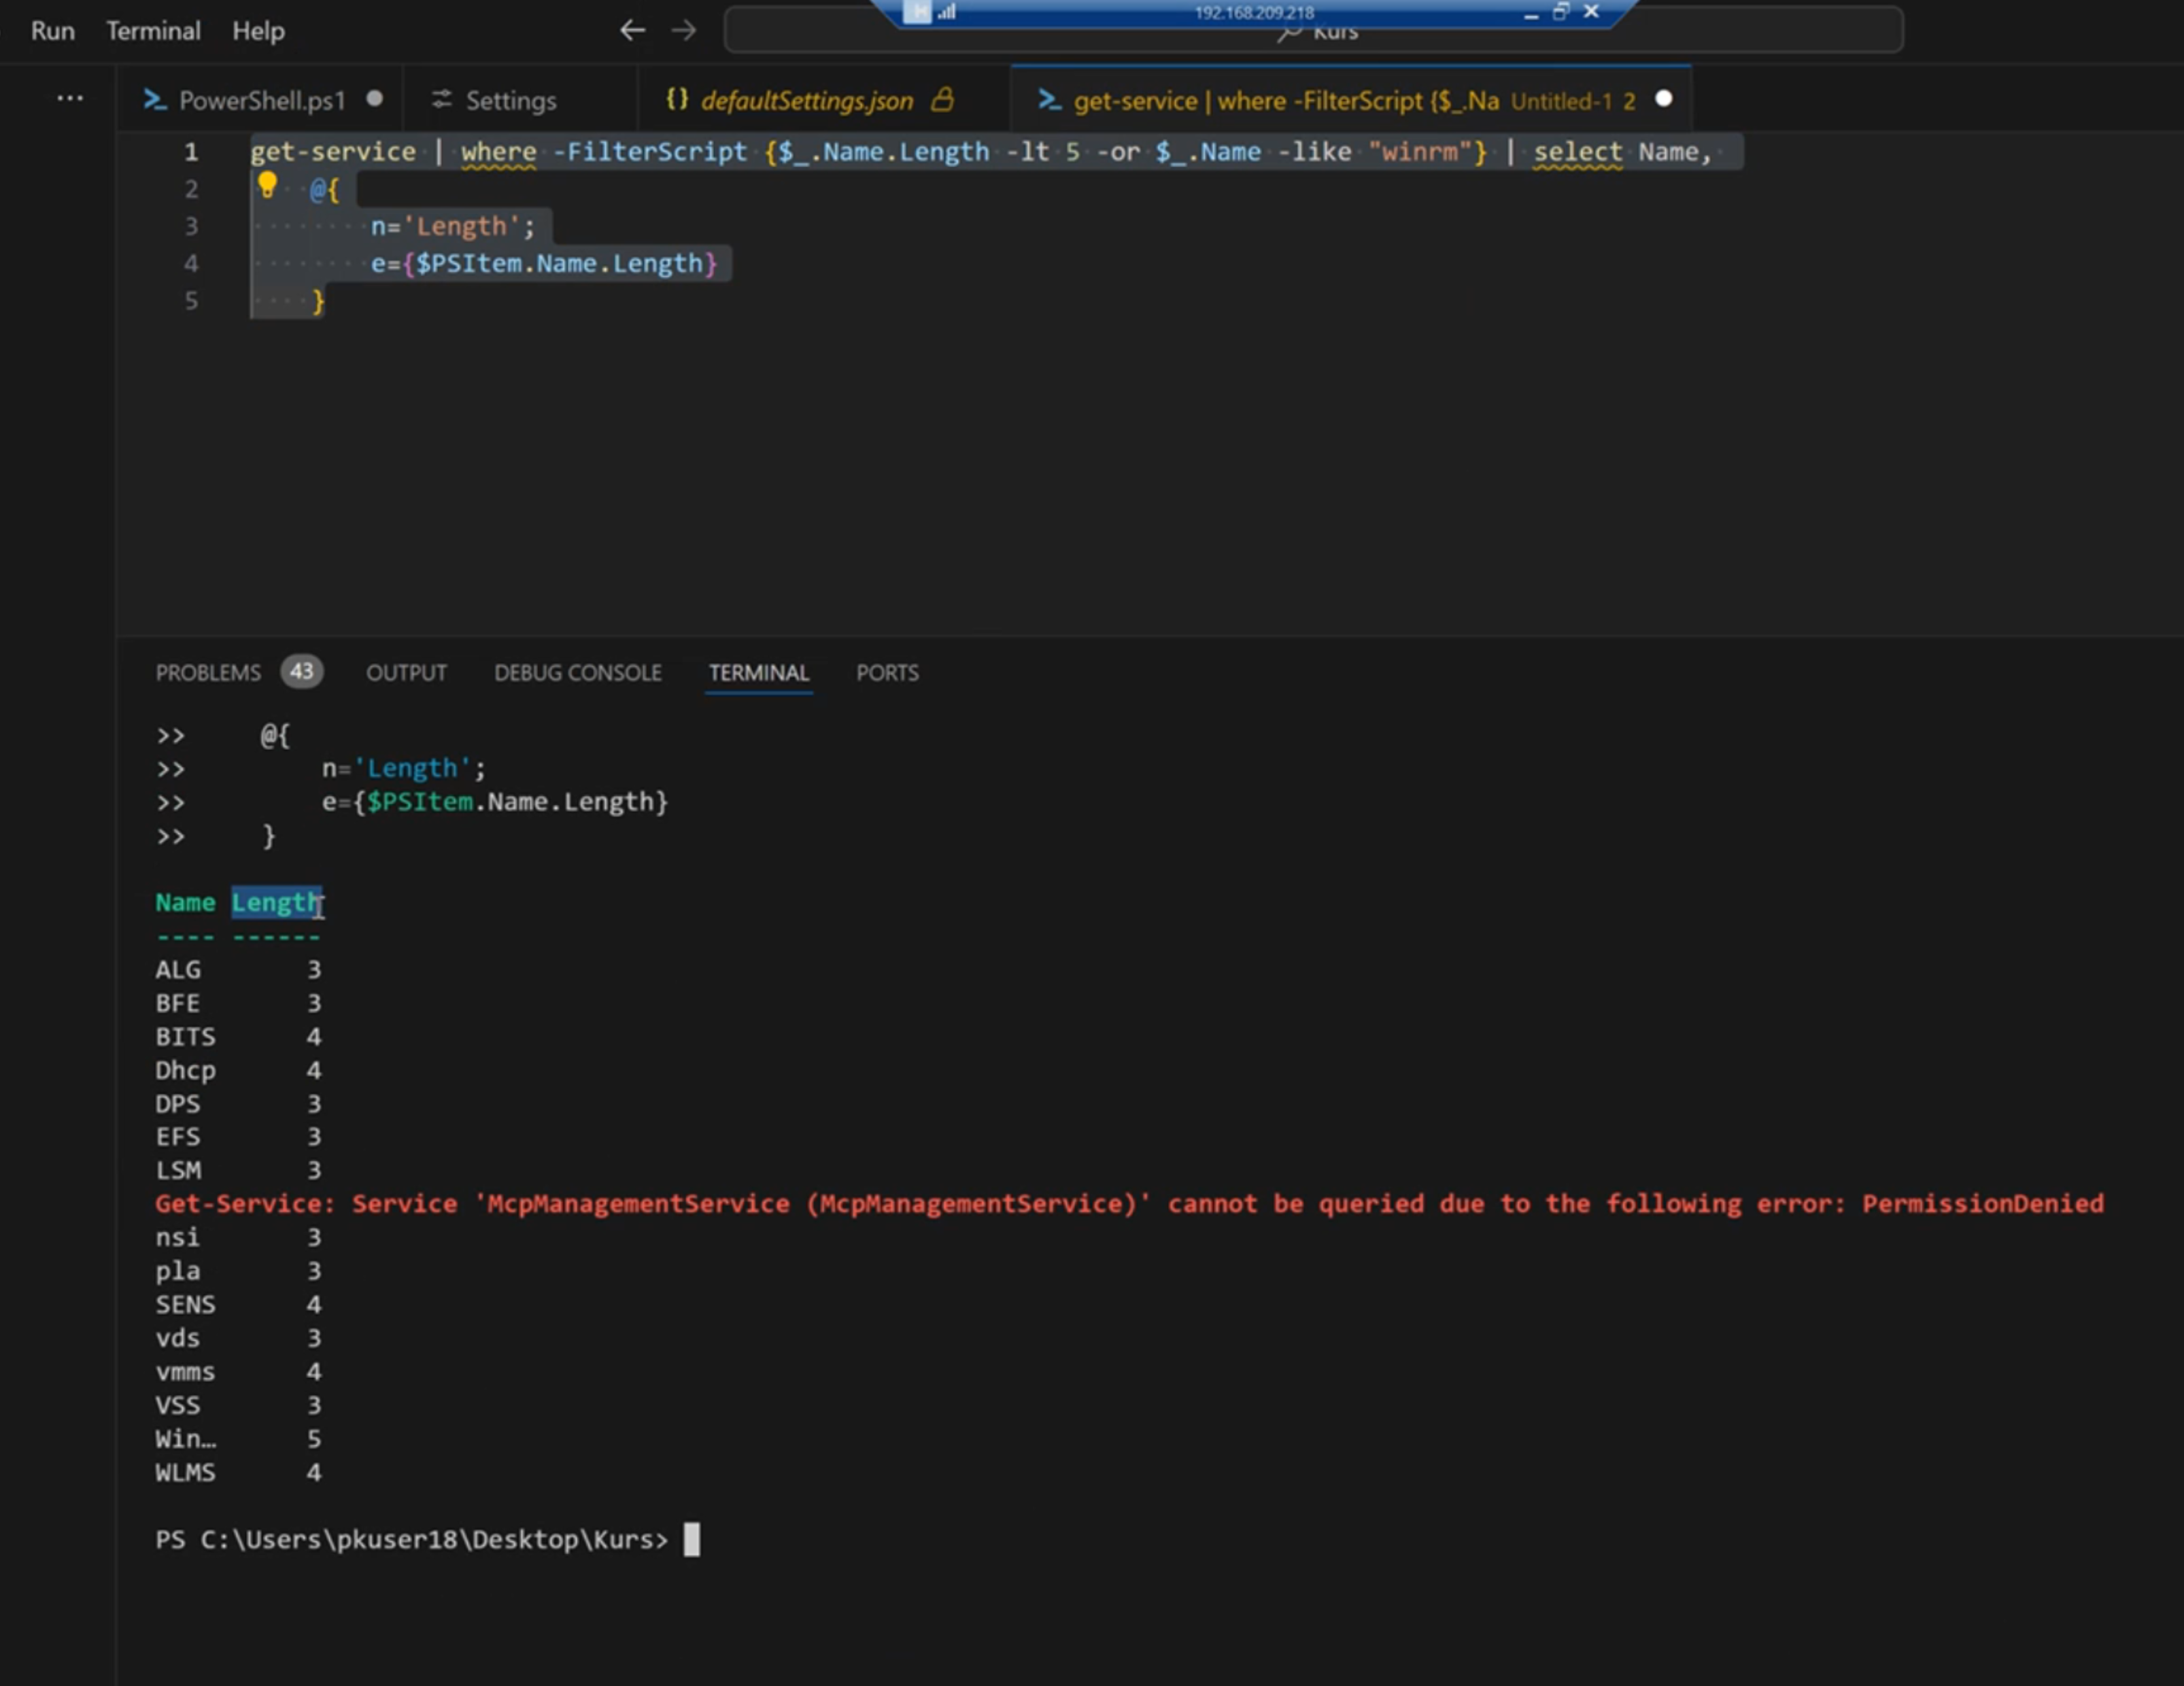 Run Terminal Help
192.168.209.218
Kurs
PowerShell.ps1 Settings {} defaultSettings.json get-service | where -FilterScript {$_.Na Untitled-1 2
1 get-service | where -FilterScript {$_.Name.Length -lt 5 -or $_.Name -like "winrm"} | select Name,
2 @{
3 n='Length';
4 e={$PSItem.Name.Length}
5 }
PROBLEMS 43 OUTPUT DEBUG CONSOLE TERMINAL PORTS
>> @{
>> n='Length';
>> e={$PSItem.Name.Length}
>> }
Name Length
---- ------
ALG 3
BFE 3
BITS 4
Dhcp 4
DPS 3
EFS 3
LSM 3
Get-Service: Service 'McpManagementService (McpManagementService)' cannot be queried due to the following error: PermissionDenied
nsi 3
pla 3
SENS 4
vds 3
vmms 4
VSS 3
Win… 5
WLMS 4
PS C:\Users\pkuser18\Desktop\Kurs>